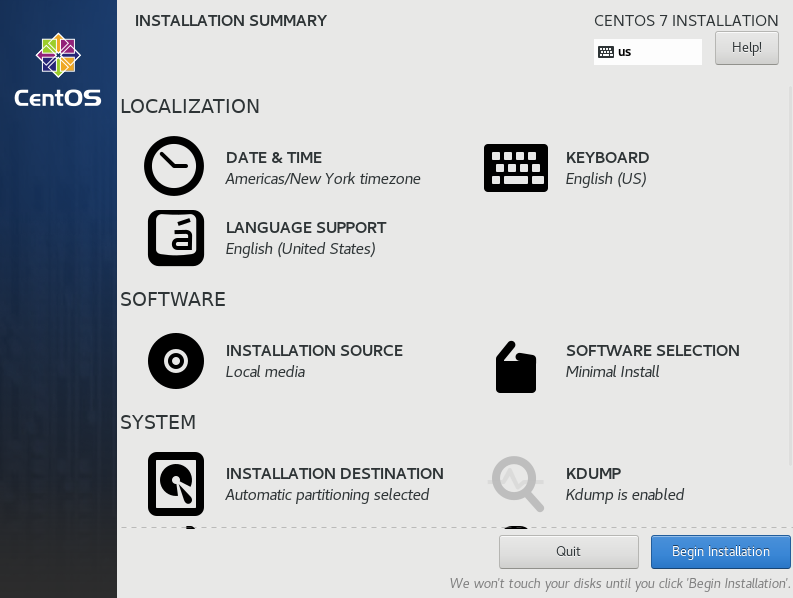 INSTALLATION SUMMARY
CENTOS 7 INSTALLATION
us
Help!
CentOS
LOCALIZATION
DATE & TIME
Americas/New York timezone
KEYBOARD
English (US)
á
LANGUAGE SUPPORT
English (United States)
SOFTWARE
INSTALLATION SOURCE
Local media
SOFTWARE SELECTION
Minimal Install
SYSTEM
INSTALLATION DESTINATION
Automatic partitioning selected
KDUMP
Kdump is enabled
Quit
Begin Installation
We won't touch your disks until you click 'Begin Installation'.